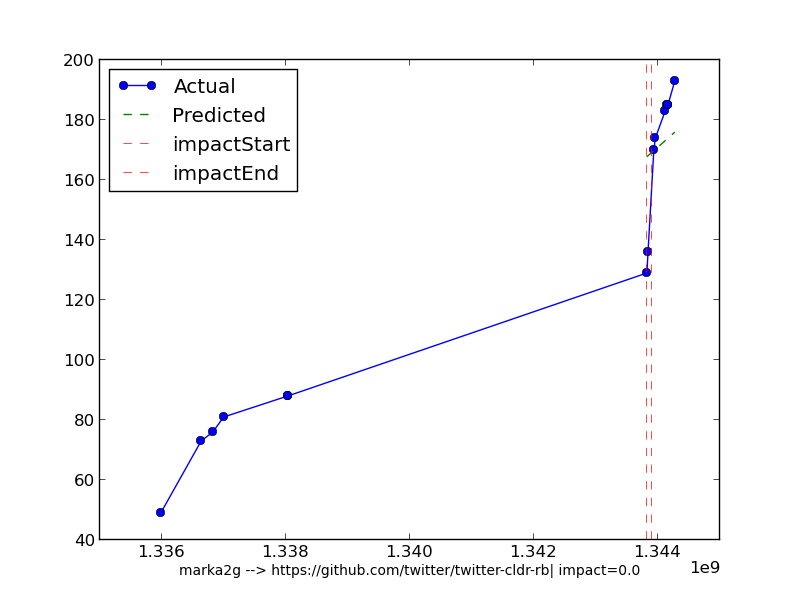 200
180
160
140
120
100
80
60
40
Actual
Predicted
impactStart
impactEnd
1.336 1.338 1.340 1.342 1.344
1e9
marka2g --> https://github.com/twitter/twitter-cldr-rb| impact=0.0